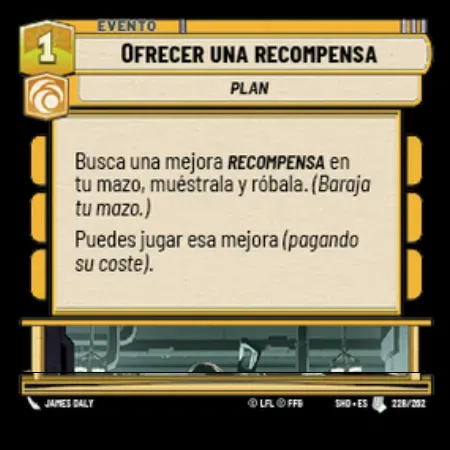 EVENTO
1
OFRECER UNA RECOMPENSA
PLAN
Busca una mejora RECOMPENSA en
tu mazo, muéstrala y róbala. (Baraja
tu mazo.)
Puedes jugar esa mejora (pagando
su coste).
JAMES DALY
© LFL © FFG
SHD • ES
228/262